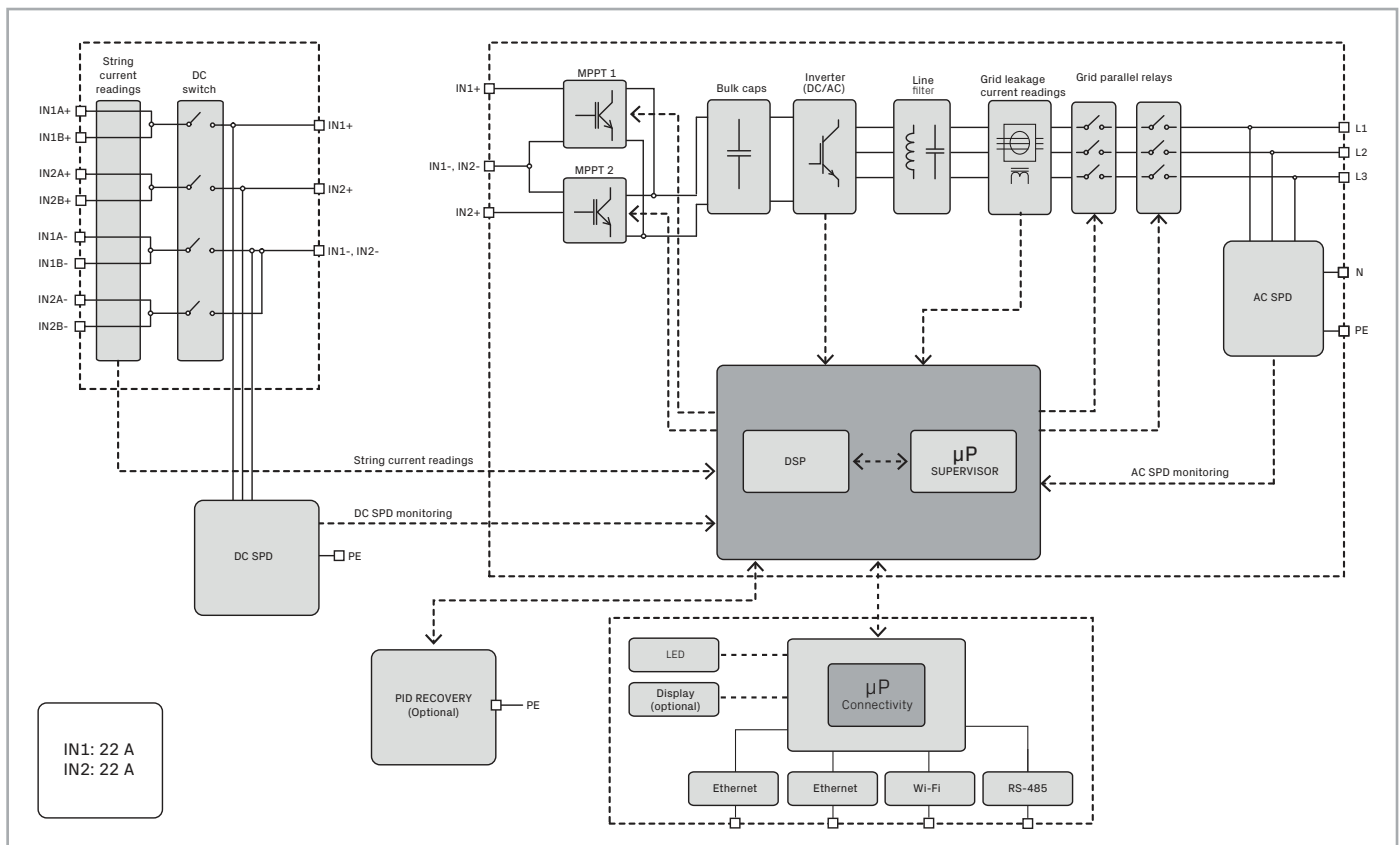 String
current
readings
DC
switch
IN1A+
IN1B+
IN2A+
IN2B+
IN1A-
IN1B-
IN2A-
IN2B-
IN1+
IN2+
IN1-, IN2-
IN1+
IN1-, IN2-
IN2+
MPPT 1
MPPT 2
Bulk caps
Inverter
(DC/AC)
Line
filter
Grid leakage
current readings
Grid parallel relays
L1
L2
L3
N
PE
AC SPD
DSP
µP
SUPERVISOR
String current readings
AC SPD monitoring
DC SPD monitoring
DC SPD
PE
PID RECOVERY
(Optional)
PE
LED
Display
(optional)
µP
Connectivity
Ethernet
Ethernet
Wi-Fi
RS-485
IN1: 22 A
IN2: 22 A